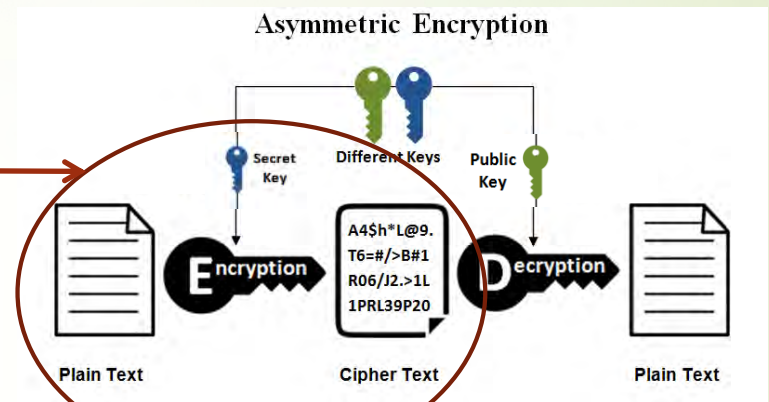 Asymmetric Encryption
Secret
Key
Different Keys
Public
Key
Encryption
A4$h*L@9.
T6=#/>B#1
R06/J2.>1L
1PRL39P20
Decryption
Plain Text
Cipher Text
Plain Text